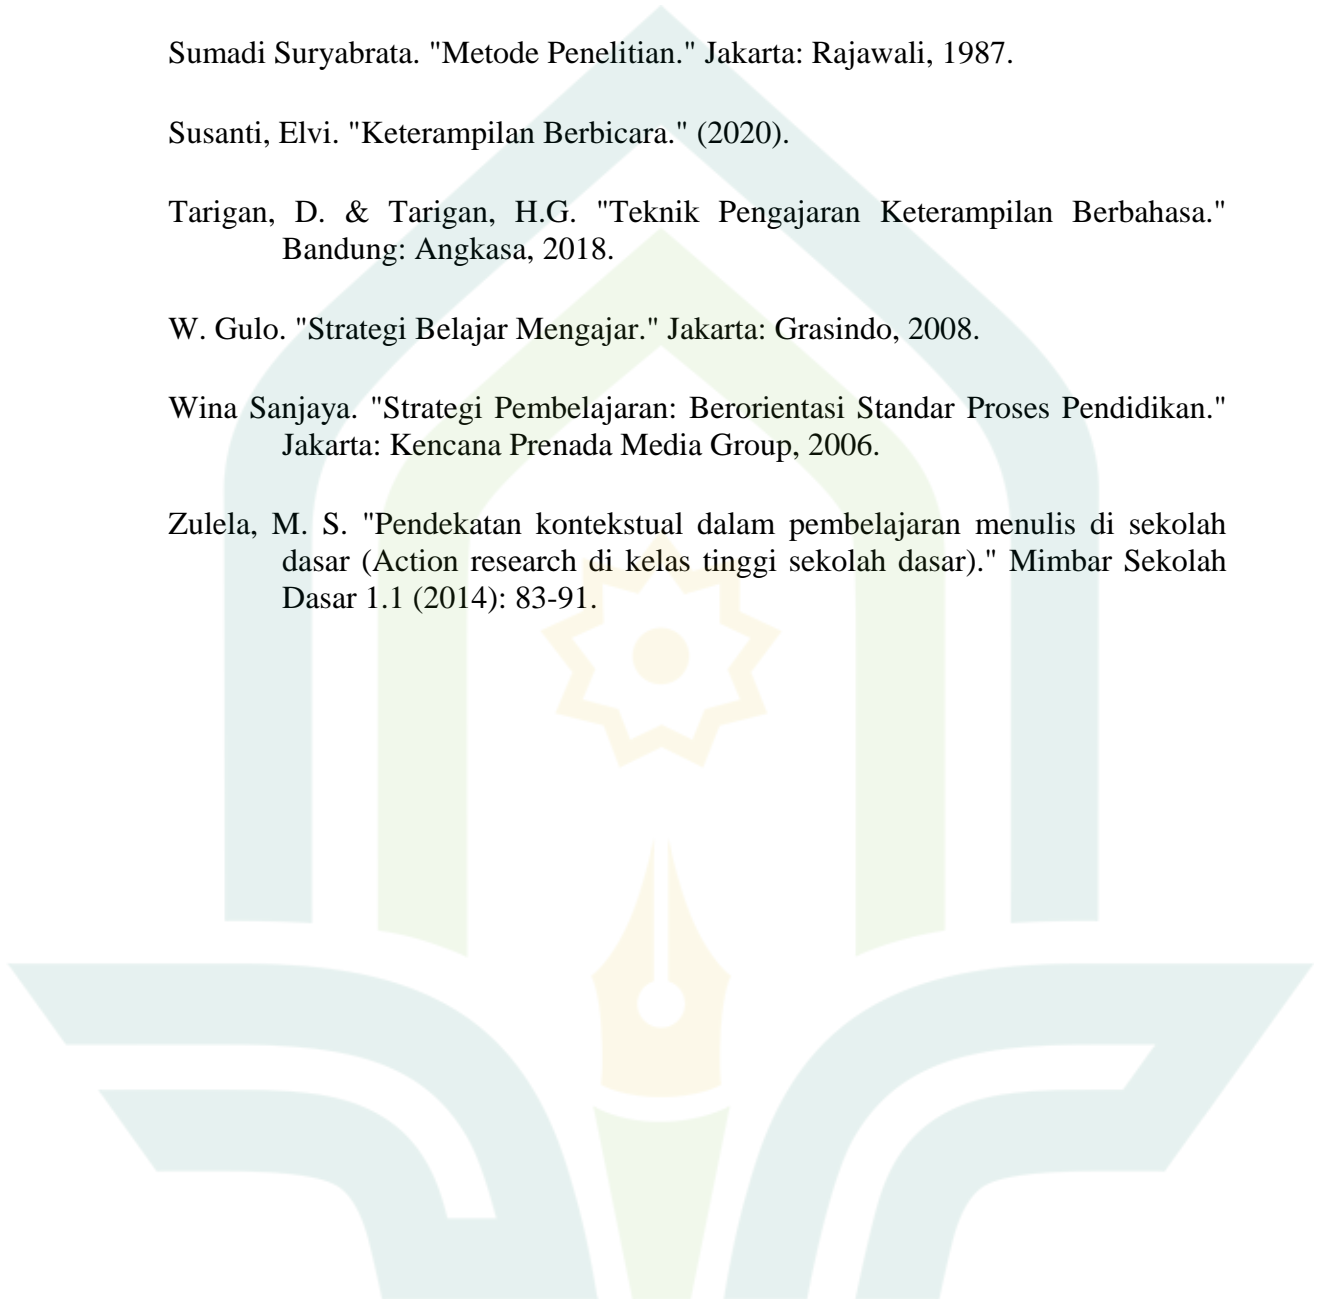 Sumadi Suryabrata. "Metode Penelitian." Jakarta: Rajawali, 1987.
Susanti, Elvi. "Keterampilan Berbicara." (2020).
Tarigan, D. & Tarigan, H.G. "Teknik Pengajaran Keterampilan Berbahasa."
Bandung: Angkasa, 2018.
W. Gulo. "Strategi Belajar Mengajar." Jakarta: Grasindo, 2008.
Wina Sanjaya. "Strategi Pembelajaran: Berorientasi Standar Proses Pendidikan."
Jakarta: Kencana Prenada Media Group, 2006.
Zulela, M. S. "Pendekatan kontekstual dalam pembelajaran menulis di sekolah
dasar (Action research di kelas tinggi sekolah dasar)." Mimbar Sekolah
Dasar 1.1 (2014): 83-91.